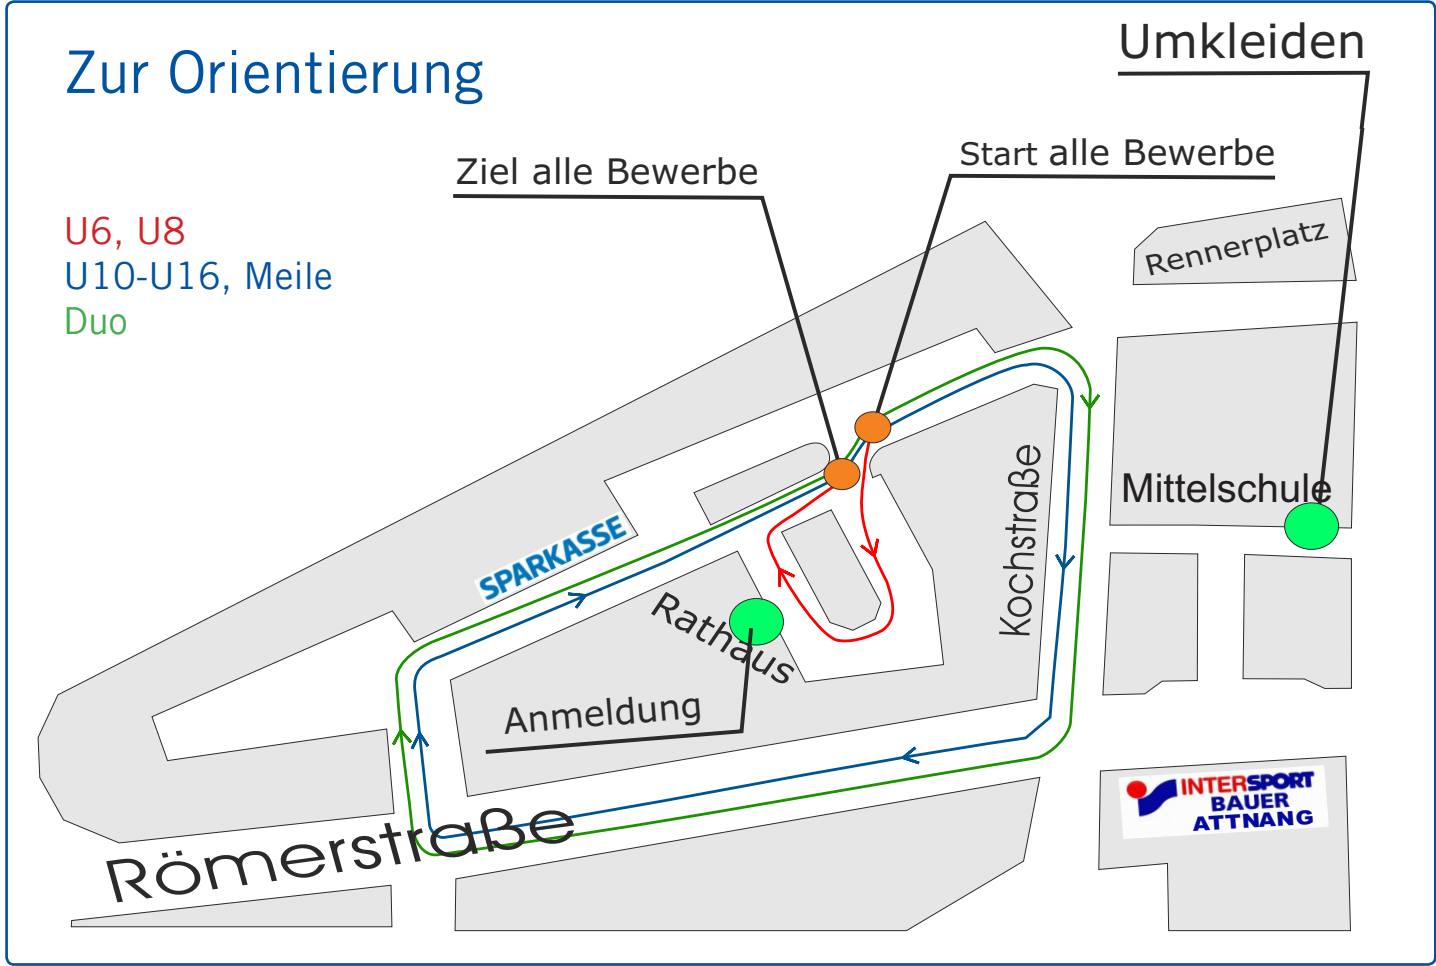 Zur Orientierung
Umkleiden
Start alle Bewerbe
Ziel alle Bewerbe
U6, U8
U10-U16, Meile
Duo
Rennerplatz
Mittelschule
Kochstraße
SPARKASSE
Rathaus
Anmeldung
Römerstraße
INTERSPORT
BAUER
ATTNANG